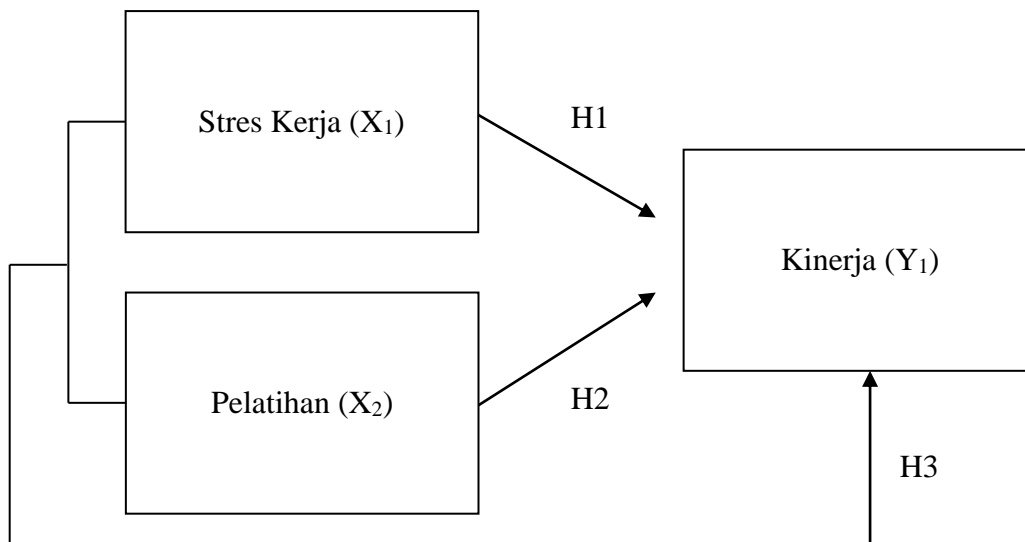 Stres Kerja (X₁)
H1
Kinerja (Y₁)
Pelatihan (X₂)
H2
H3